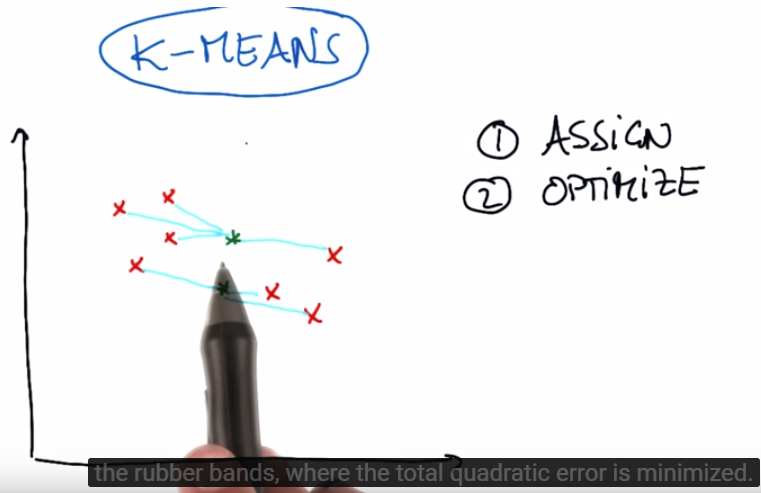 K-MEANS
① ASSIGN
② OPTIMIZE
the rubber bands, where the total quadratic error is minimized.